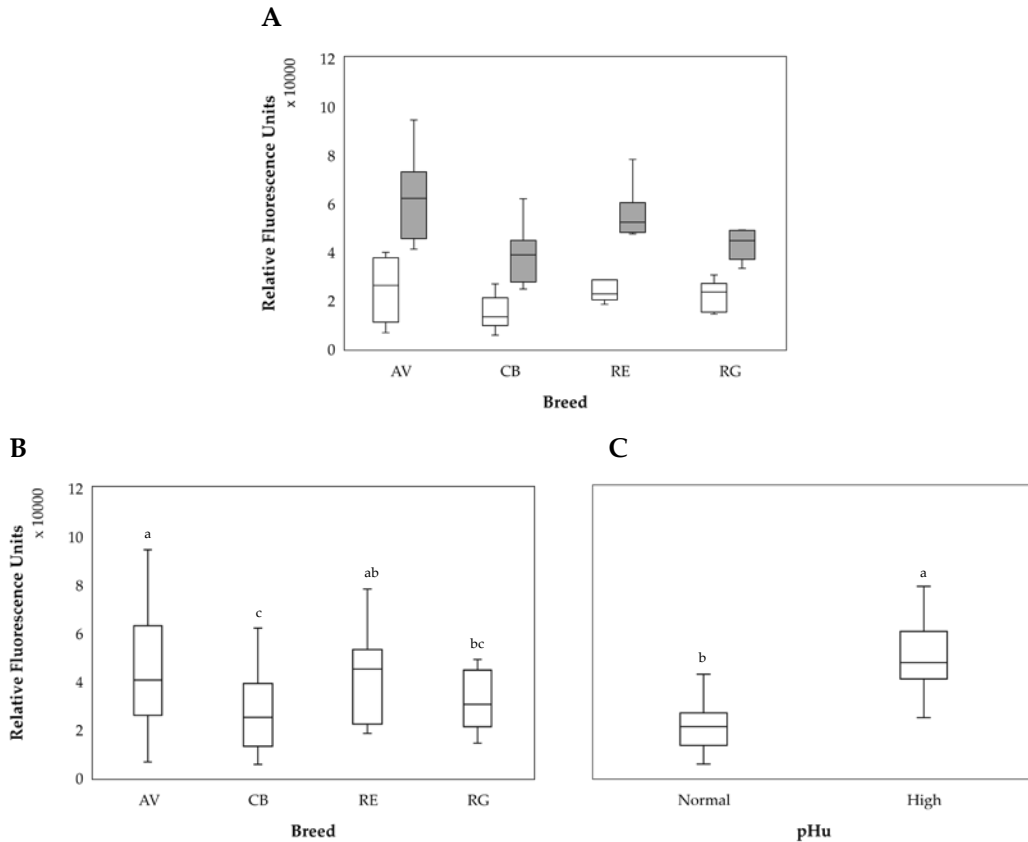 A
Relative Fluorescence Units
x 10000
12
10
8
6
4
2
0
AV CB RE RG
Breed
B
Relative Fluorescence Units
x 10000
12
10
8
6
4
2
0
a
c
ab
bc
AV CB RE RG
Breed
C
b
a
Normal High
pHu